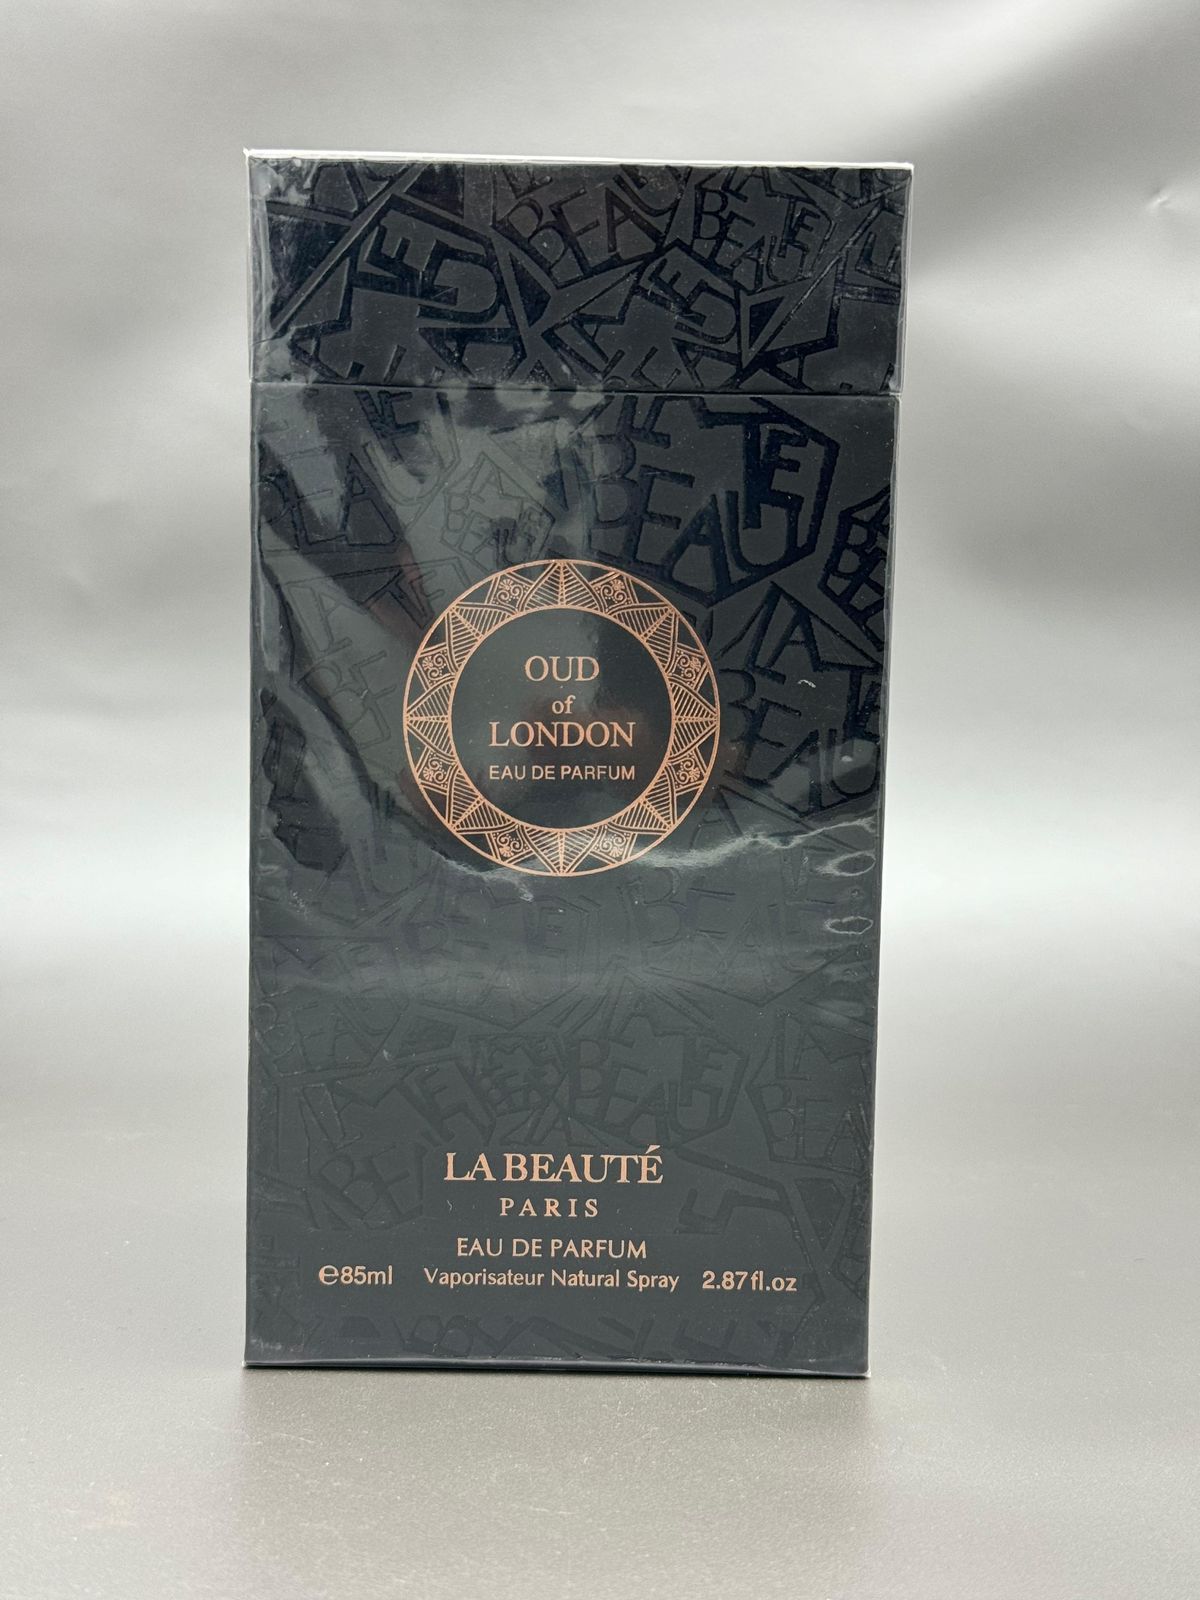 OUD
of
LONDON
EAU DE PARFUM
LA BEAUTÉ
PARIS
EAU DE PARFUM
℮85ml Vaporisateur Natural Spray 2.87fl.oz